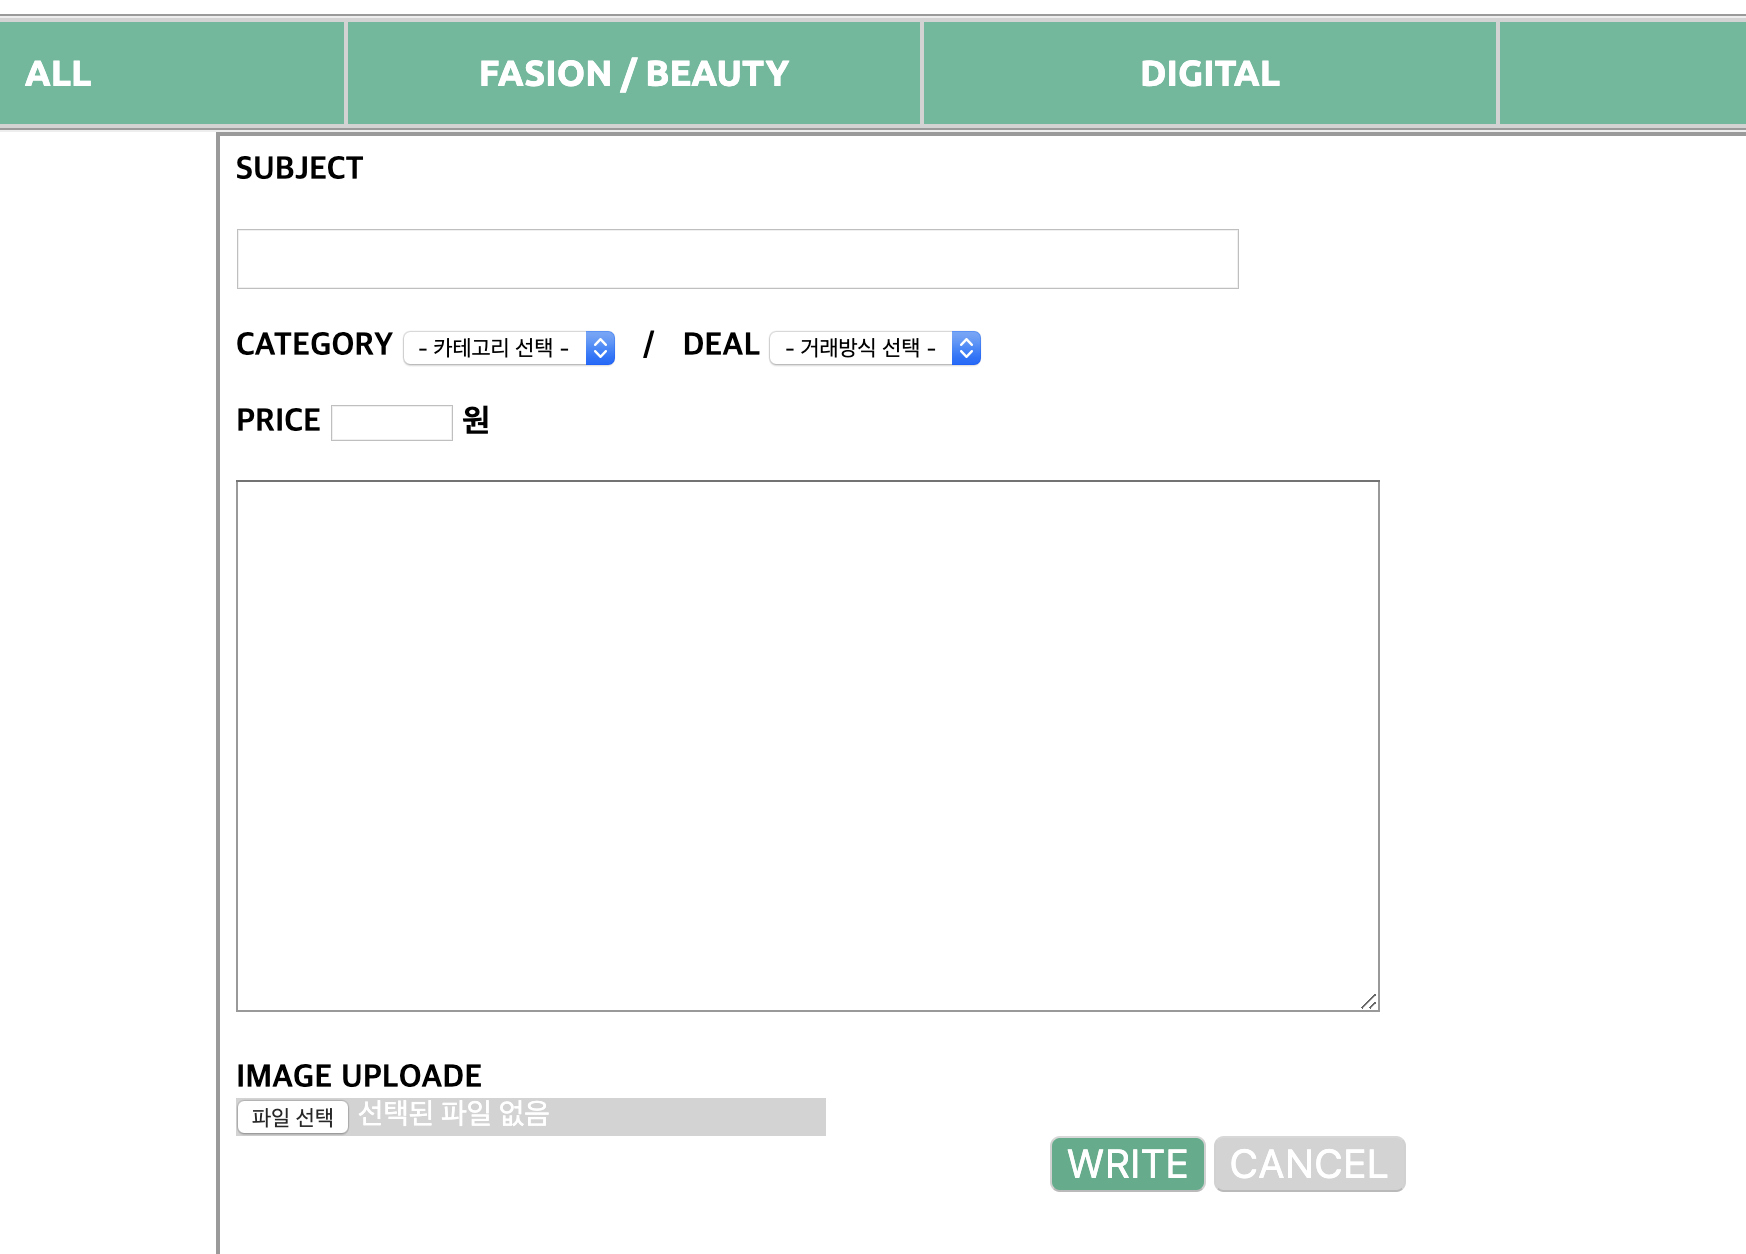 ALL FASION / BEAUTY DIGITAL
SUBJECT
CATEGORY - 카테고리 선택 - / DEAL - 거래방식 선택 -
PRICE 원
IMAGE UPLOADE
파일 선택 선택된 파일 없음
WRITE CANCEL